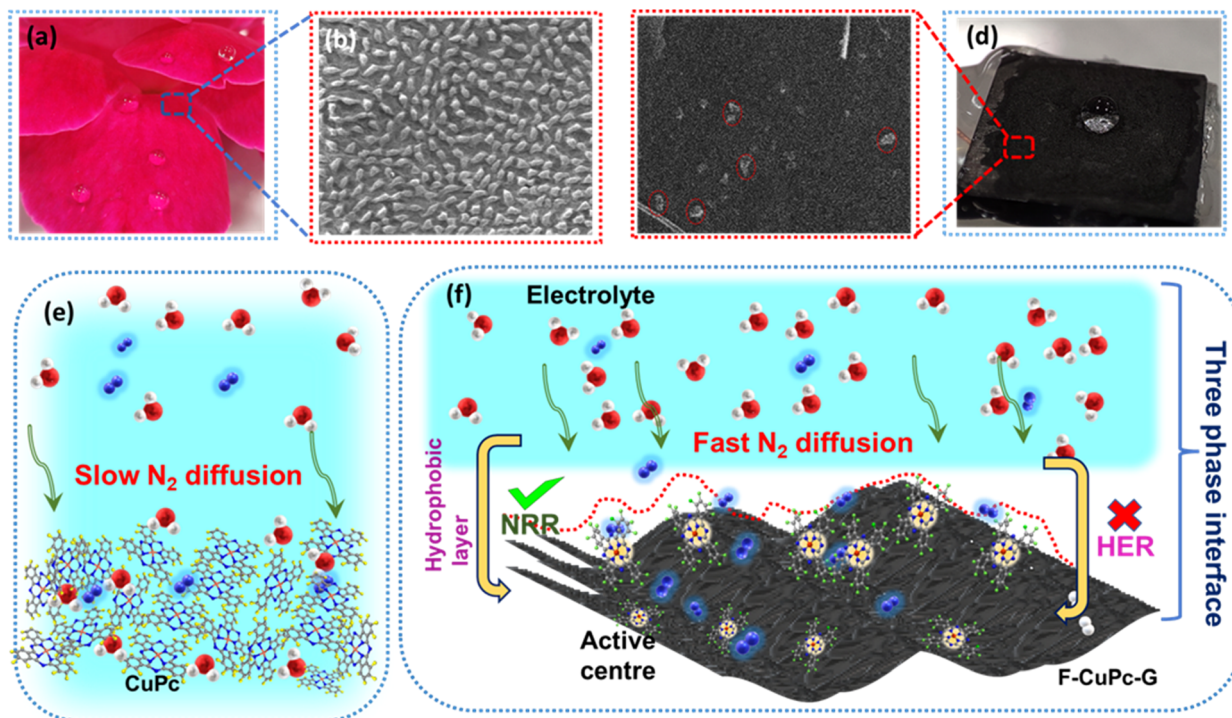 (a)
(b)
(d)
(e)
Slow N₂ diffusion
CuPc
(f)
Electrolyte
Fast N₂ diffusion
Hydrophobic
layer
NRR
HER
Active
centre
F-CuPc-G
Three phase interface